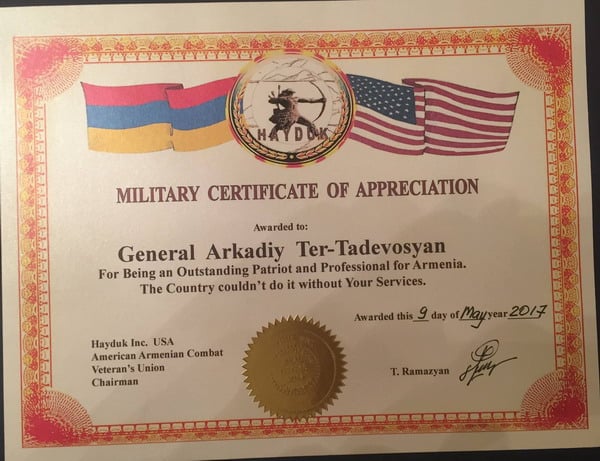 HAYDUK
MILITARY CERTIFICATE OF APPRECIATION
Awarded to:
General Arkadiy Ter-Tadevosyan
For Being an Outstanding Patriot and Professional for Armenia.
The Country couldn't do it without Your Services.
Awarded this 9 day of May year 2017
Hayduk Inc. USA
American Armenian Combat
Veteran's Union
Chairman
T. Ramazyan